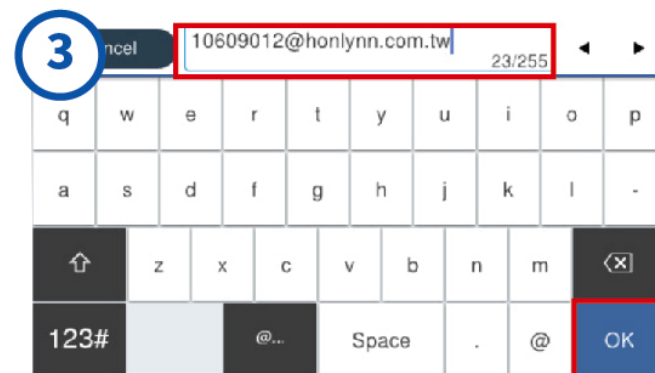 3
ncel
10609012@honlynn.com.tw
23/255
q w e r t y u i o p
a s d f g h j k l -
z x c v b n m
123# @... Space . @ OK